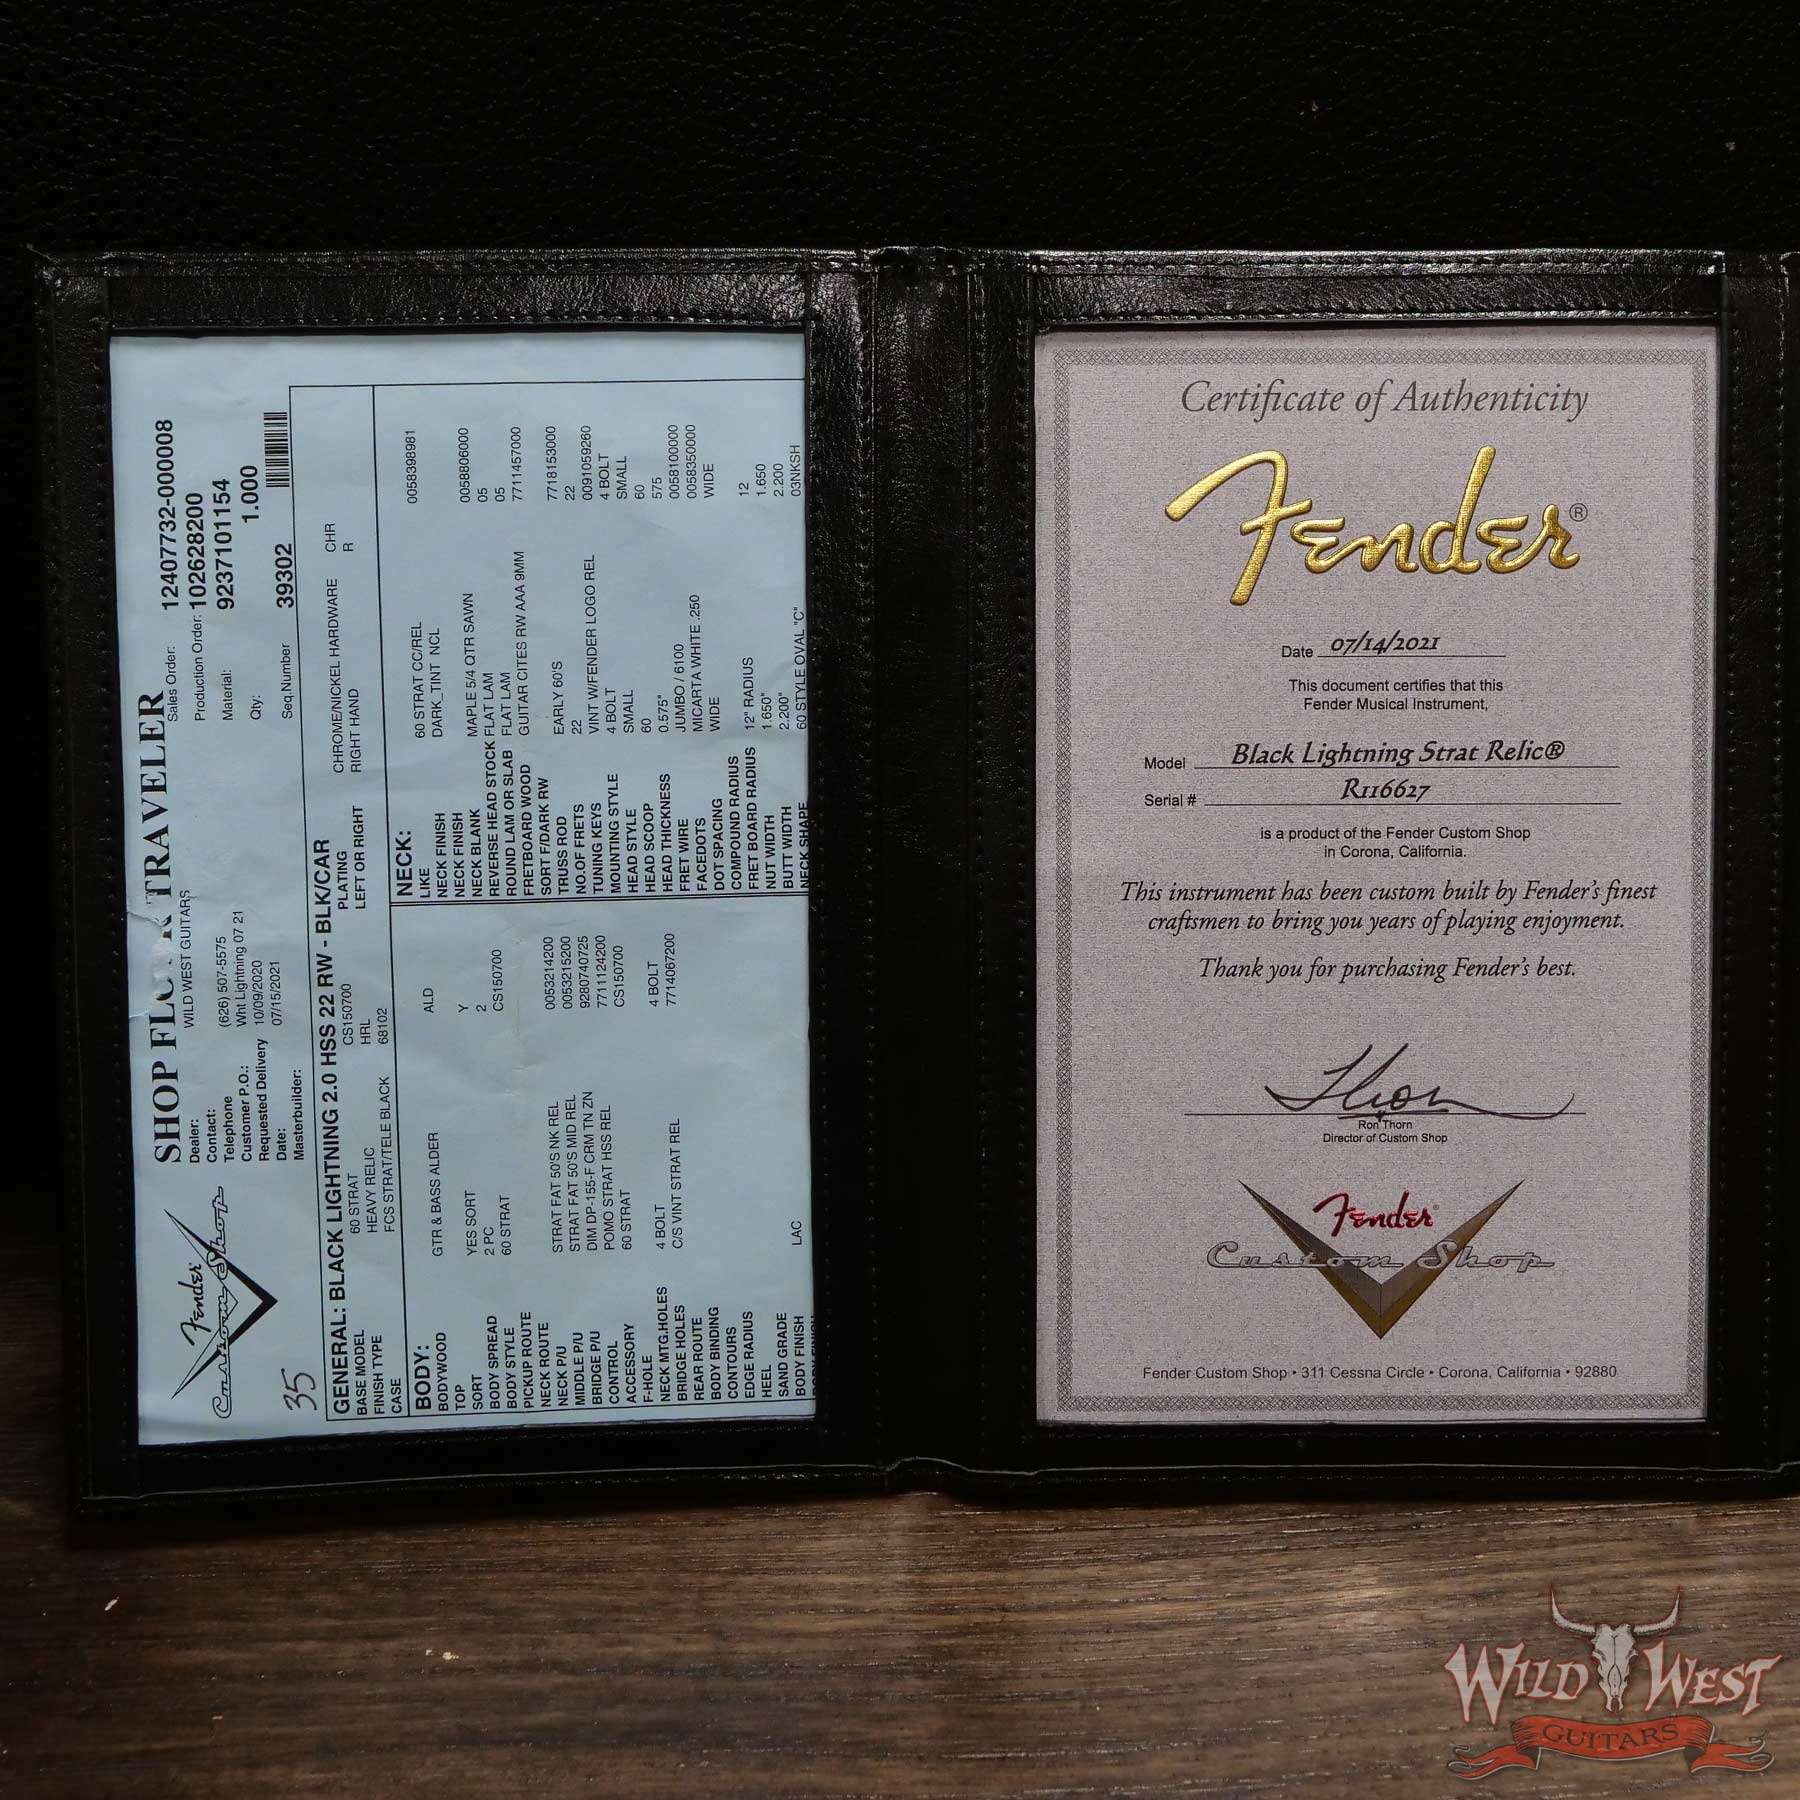 Fender
Custom Shop
35
SHOP FLOOR TRAVELER
Dealer: WILD WEST GUITARS
Contact:
Telephone (626) 507-5575
Customer P.O.: Wht Lightning 07 21
Requested Delivery 10/09/2020
Date: 07/15/2021
Masterbuilder:
Sales Order: 124077732-000008
Production Order: 102628200
Material: 9237101154
Qty: 1.000
Seq.Number 39302
GENERAL: BLACK LIGHTNING 2.0 HSS 22 RW - BLK/CAR
BASE MODEL 60 STRAT CS150700 PLATING CHROME/NICKEL HARDWARE CHR
FINISH TYPE HEAVY RELIC HRL LEFT OR RIGHT RIGHT HAND R
CASE FCS STRAT/TELE BLACK 68102
BODY:
BODYWOOD GTR & BASS ALDER ALD
TOP
SORT YES SORT Y
BODY SPREAD 2 PC 2
BODY STYLE 60 STRAT CS150700
PICKUP ROUTE
NECK ROUTE
NECK P/U STRAT FAT 50'S NK REL 0053214200
MIDDLE P/U STRAT FAT 50'S MID REL 0053215200
BRIDGE P/U DIM DP-155-F CRM TN ZN 9280740725
CONTROL POMO STRAT HSS REL 7711124200
ACCESSORY 60 STRAT CS150700
F-HOLE
NECK MTG.HOLES 4 BOLT 4 BOLT
BRIDGE HOLES C/S VINT STRAT REL 7714067200
REAR ROUTE
BODY BINDING
CONTOURS
EDGE RADIUS
HEEL
SAND GRADE
BODY FINISH LAC
NECK:
LIKE
NECK FINISH 60 STRAT CC/REL 0058398981
NECK FINISH DARK_TINT NCL
NECK BLANK
REVERSE HEAD STOCK MAPLE 5/4 QTR SAWN 0058806000
ROUND LAM OR SLAB FLAT LAM 05
FRETBOARD WOOD FLAT LAM 05
SORT F/DARK RW GUITAR CITES RW AAA 9MM 7711457000
TRUSS ROD EARLY 60'S 7718153000
NO.OF FRETS 22 22
TUNING KEYS VINT W/FENDER LOGO REL 0091059260
MOUNTING STYLE 4 BOLT 4 BOLT
HEAD STYLE SMALL SMALL
HEAD SCOOP 60 60
HEAD THICKNESS 0.575" 575
FRET WIRE JUMBO / 6100 0058100000
FACEDOTS MICARTA WHITE .250 0058350000
DOT SPACING WIDE WIDE
COMPOUND RADIUS
FRET BOARD RADIUS 12" RADIUS 12
NUT WIDTH 1.650" 1.650
BUTT WIDTH 2.200" 2.200
NECK SHAPE 60 STYLE OVAL "C" 03NKSH
Certificate of Authenticity
Fender®
Date 07/14/2021
This document certifies that this
Fender Musical Instrument,
Model Black Lightning Strat Relic®
Serial # R116627
is a product of the Fender Custom Shop
in Corona, California.
This instrument has been custom built by Fender's finest
craftsmen to bring you years of playing enjoyment.
Thank you for purchasing Fender's best.
Ron Thorn
Director of Custom Shop
Fender®
Custom Shop
Fender Custom Shop • 311 Cessna Circle • Corona, California • 92880
WILD WEST
GUITARS